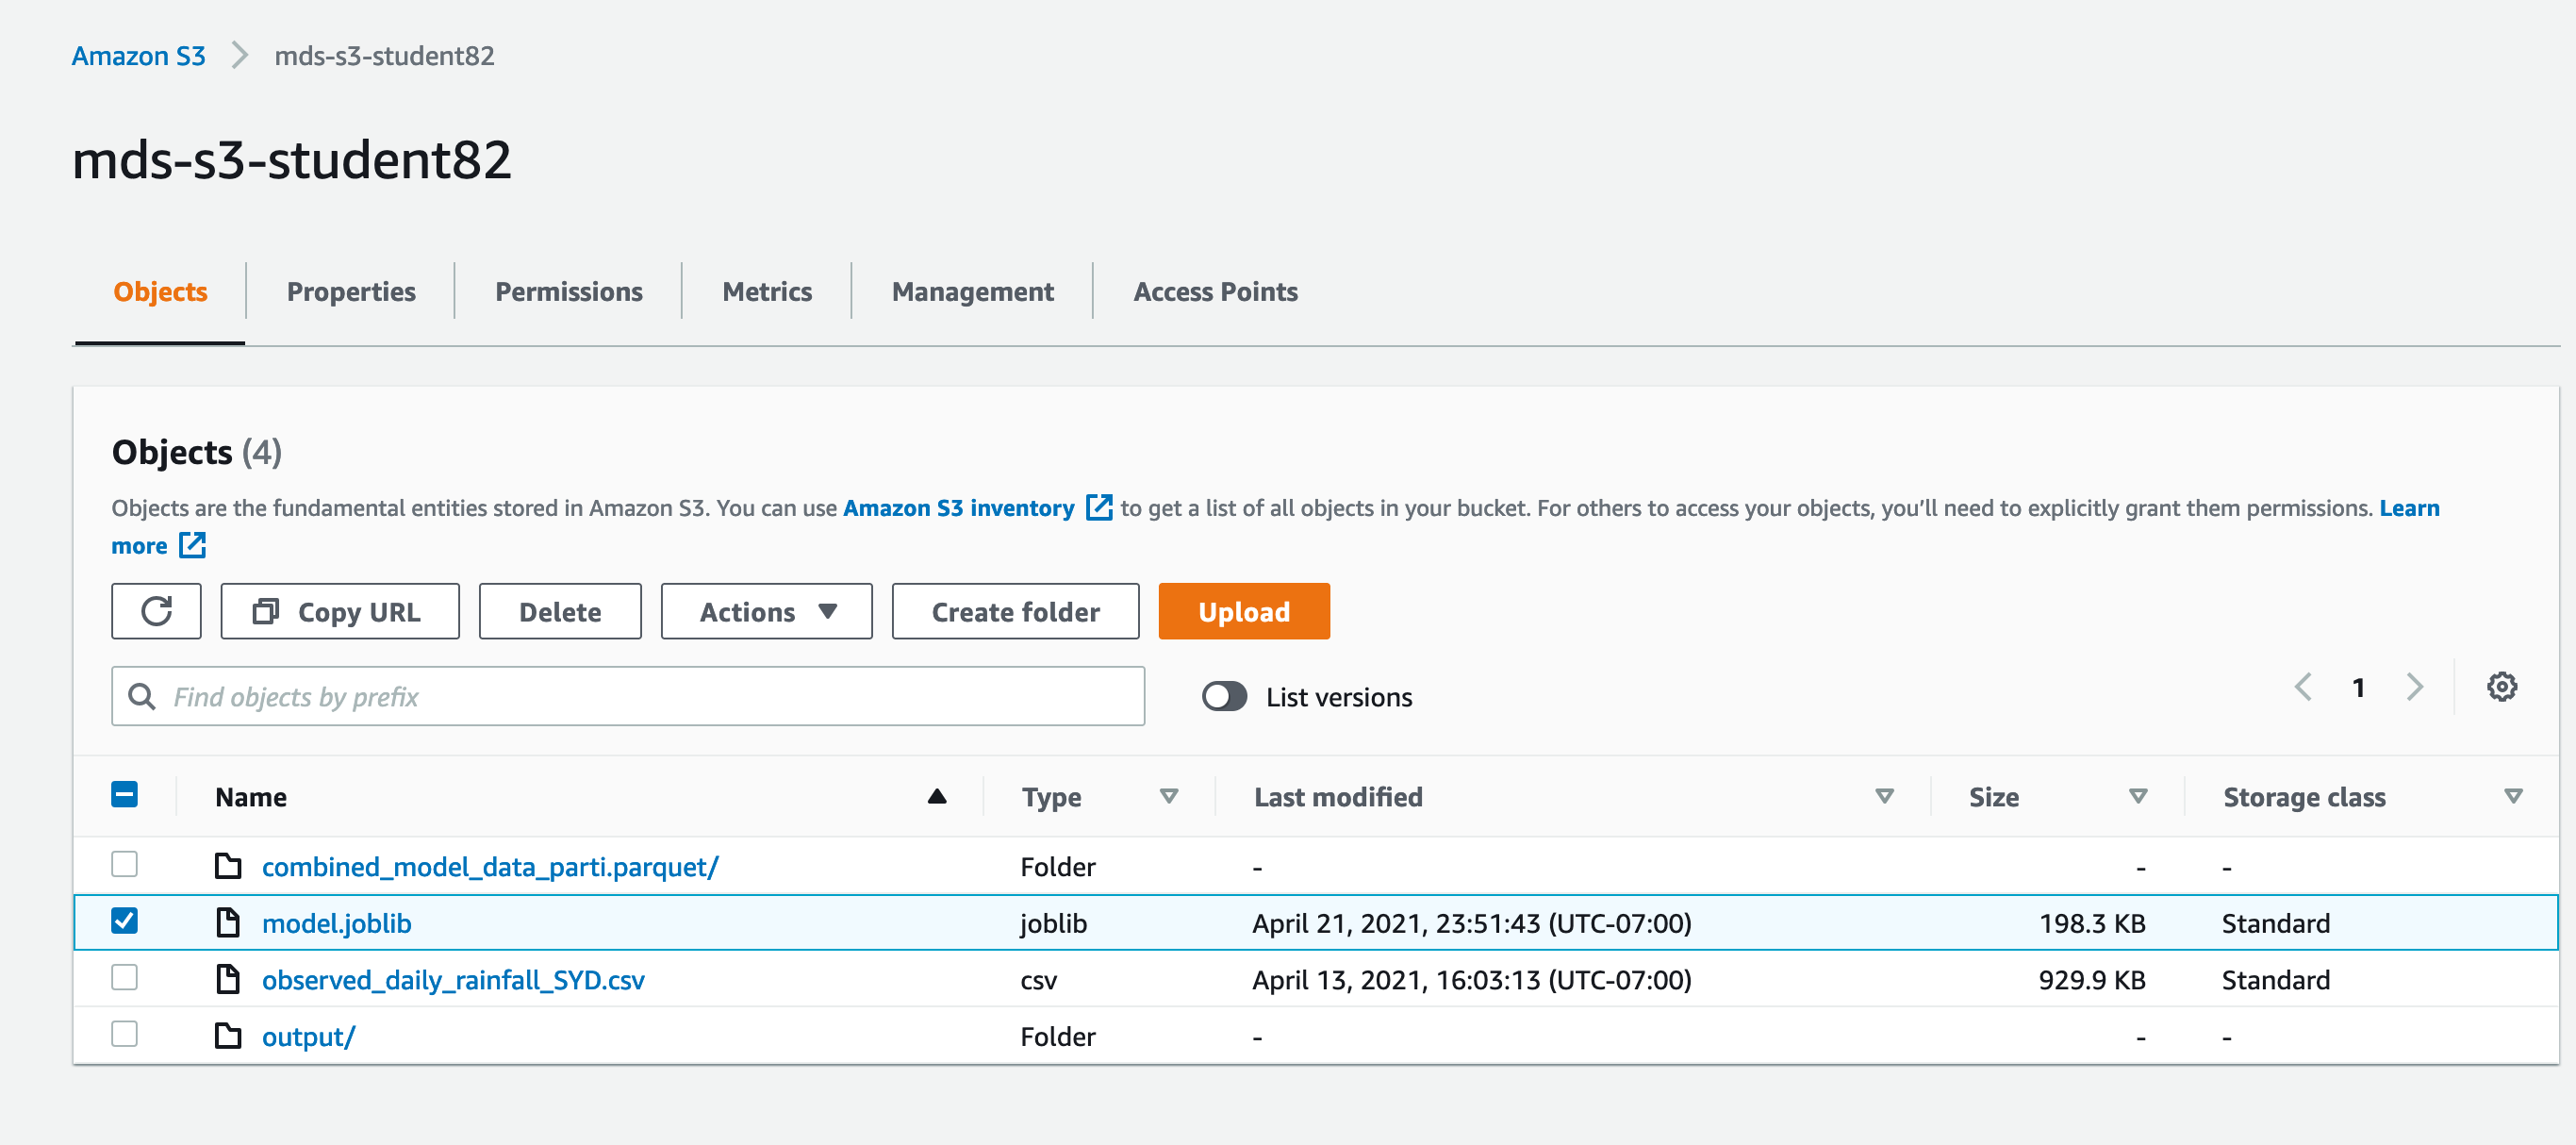 Amazon S3 > mds-s3-student82
mds-s3-student82
Objects Properties Permissions Metrics Management Access Points
Objects (4)
Objects are the fundamental entities stored in Amazon S3. You can use Amazon S3 inventory to get a list of all objects in your bucket. For others to access your objects, you’ll need to explicitly grant them permissions. Learn
more
Copy URL Delete Actions Create folder Upload
Find objects by prefix List versions 1
Name Type Last modified Size Storage class
combined_model_data_parti.parquet/ Folder - - -
model.joblib joblib April 21, 2021, 23:51:43 (UTC-07:00) 198.3 KB Standard
observed_daily_rainfall_SYD.csv csv April 13, 2021, 16:03:13 (UTC-07:00) 929.9 KB Standard
output/ Folder - - -